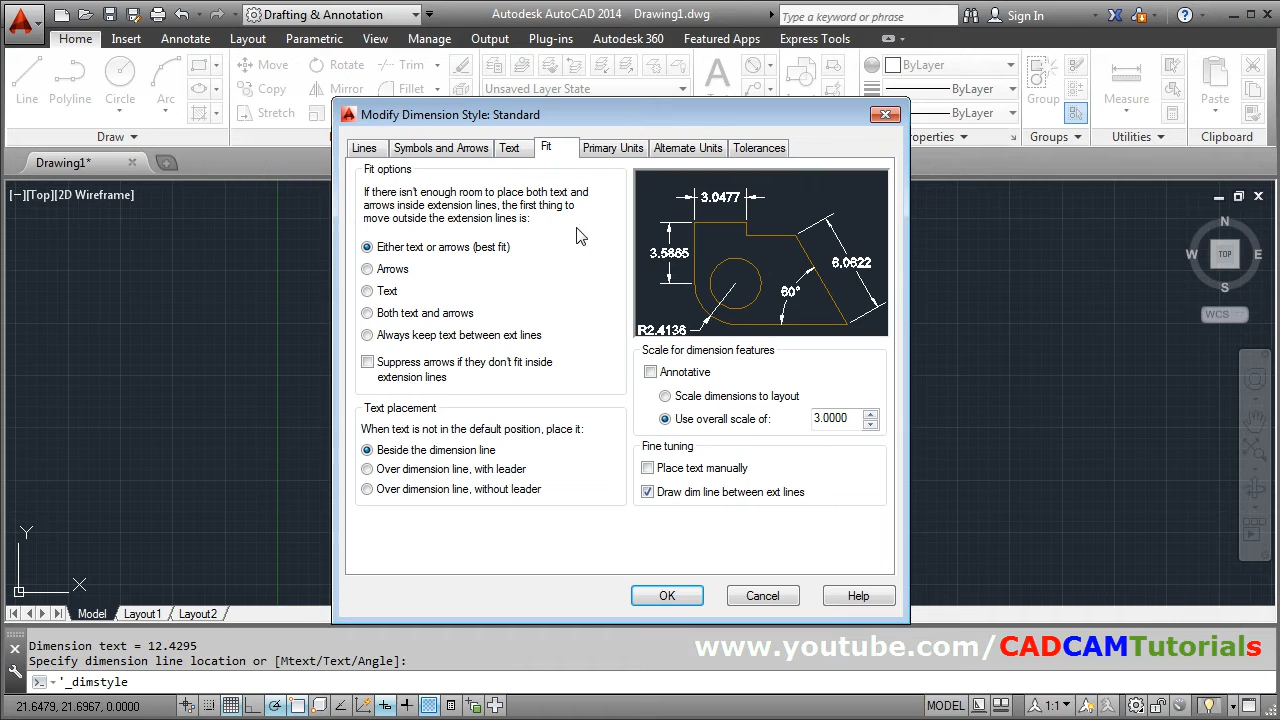 Drafting & Annotation
Autodesk AutoCAD 2014 Drawing1.dwg
Type a keyword or phrase
Sign In
Home Insert Annotate Layout Parametric View Manage Output Plug-ins Autodesk 360 Featured Apps Express Tools
Line Polyline Circle Arc
Move Rotate Trim
Copy Mirror Fillet
Stretch
Unsaved Layer State
ByLayer
ByLayer
ByLayer
Group Measure Paste
Draw
roperties Groups Utilities Clipboard
Drawing1*
[−][Top][2D Wireframe]
Modify Dimension Style: Standard
Lines Symbols and Arrows Text Fit Primary Units Alternate Units Tolerances
Fit options
If there isn't enough room to place both text and
arrows inside extension lines, the first thing to
move outside the extension lines is:
Either text or arrows (best fit)
Arrows
Text
Both text and arrows
Always keep text between ext lines
Suppress arrows if they don't fit inside
extension lines
Text placement
When text is not in the default position, place it:
Beside the dimension line
Over dimension line, with leader
Over dimension line, without leader
3.0477
3.5885
6.0622
60°
R2.4136
Scale for dimension features
Annotative
Scale dimensions to layout
Use overall scale of: 3.0000
Fine tuning
Place text manually
Draw dim line between ext lines
OK Cancel Help
N
W TOP E
S
WCS
Y
X
Model Layout1 Layout2
Dimension text = 12.4295
Specify dimension line location or [Mtext/Text/Angle]:
'_dimstyle
www.youtube.com/CADCAMTutorials
21.6479, 21.6967, 0.0000
MODEL
1:1